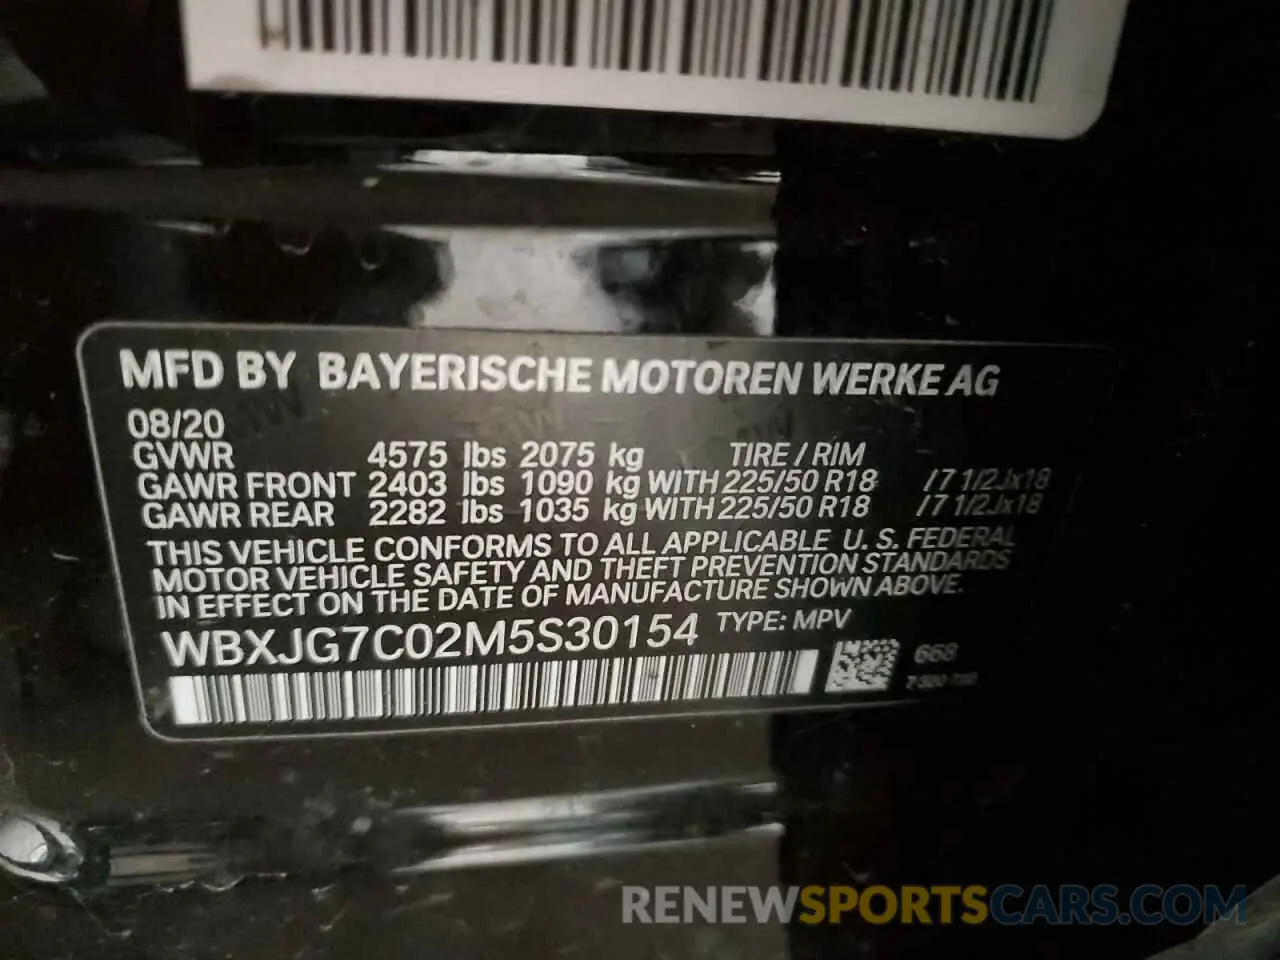 MFD BY BAYERISCHE MOTOREN WERKE AG
08/20
GVWR 4575 lbs 2075 kg TIRE / RIM
GAWR FRONT 2403 lbs 1090 kg WITH 225/50 R18 /7 1/2Jx18
GAWR REAR 2282 lbs 1035 kg WITH 225/50 R18 /7 1/2Jx18
THIS VEHICLE CONFORMS TO ALL APPLICABLE U. S. FEDERAL
MOTOR VEHICLE SAFETY AND THEFT PREVENTION STANDARDS
IN EFFECT ON THE DATE OF MANUFACTURE SHOWN ABOVE.
WBXJG7C02M5S30154 TYPE: MPV
668
RENEWSPORTSCARS.COM